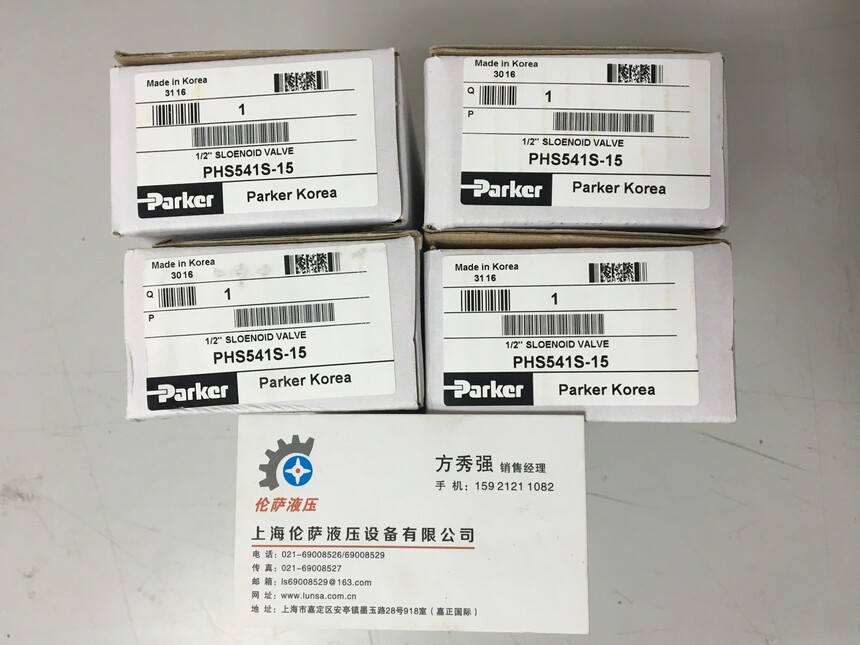 Made in Korea
3116
1
1/2" SLOENOID VALVE
PHS541S-15
Parker
Parker Korea
Made in Korea
3016
Q
1
P
1/2" SLOENOID VALVE
PHS541S-15
Parker
Parker Korea
Made in Korea
3016
Q
1
P
1/2" SLOENOID VALVE
PHS541S-15
Parker
Parker Korea
Made in Korea
3116
1
1/2" SLOENOID VALVE
PHS541S-15
Parker
Parker Korea
伦萨液压
方秀强 销售经理
手 机：159 2121 1082
上海伦萨液压设备有限公司
电 话：021-69008526/69008529
传 真：021-69008527
邮 箱：ls69008529@163.com
网 址：www.lunsa.com.cn
地 址：上海市嘉定区安亭镇墨玉路28号918室（嘉正国际）